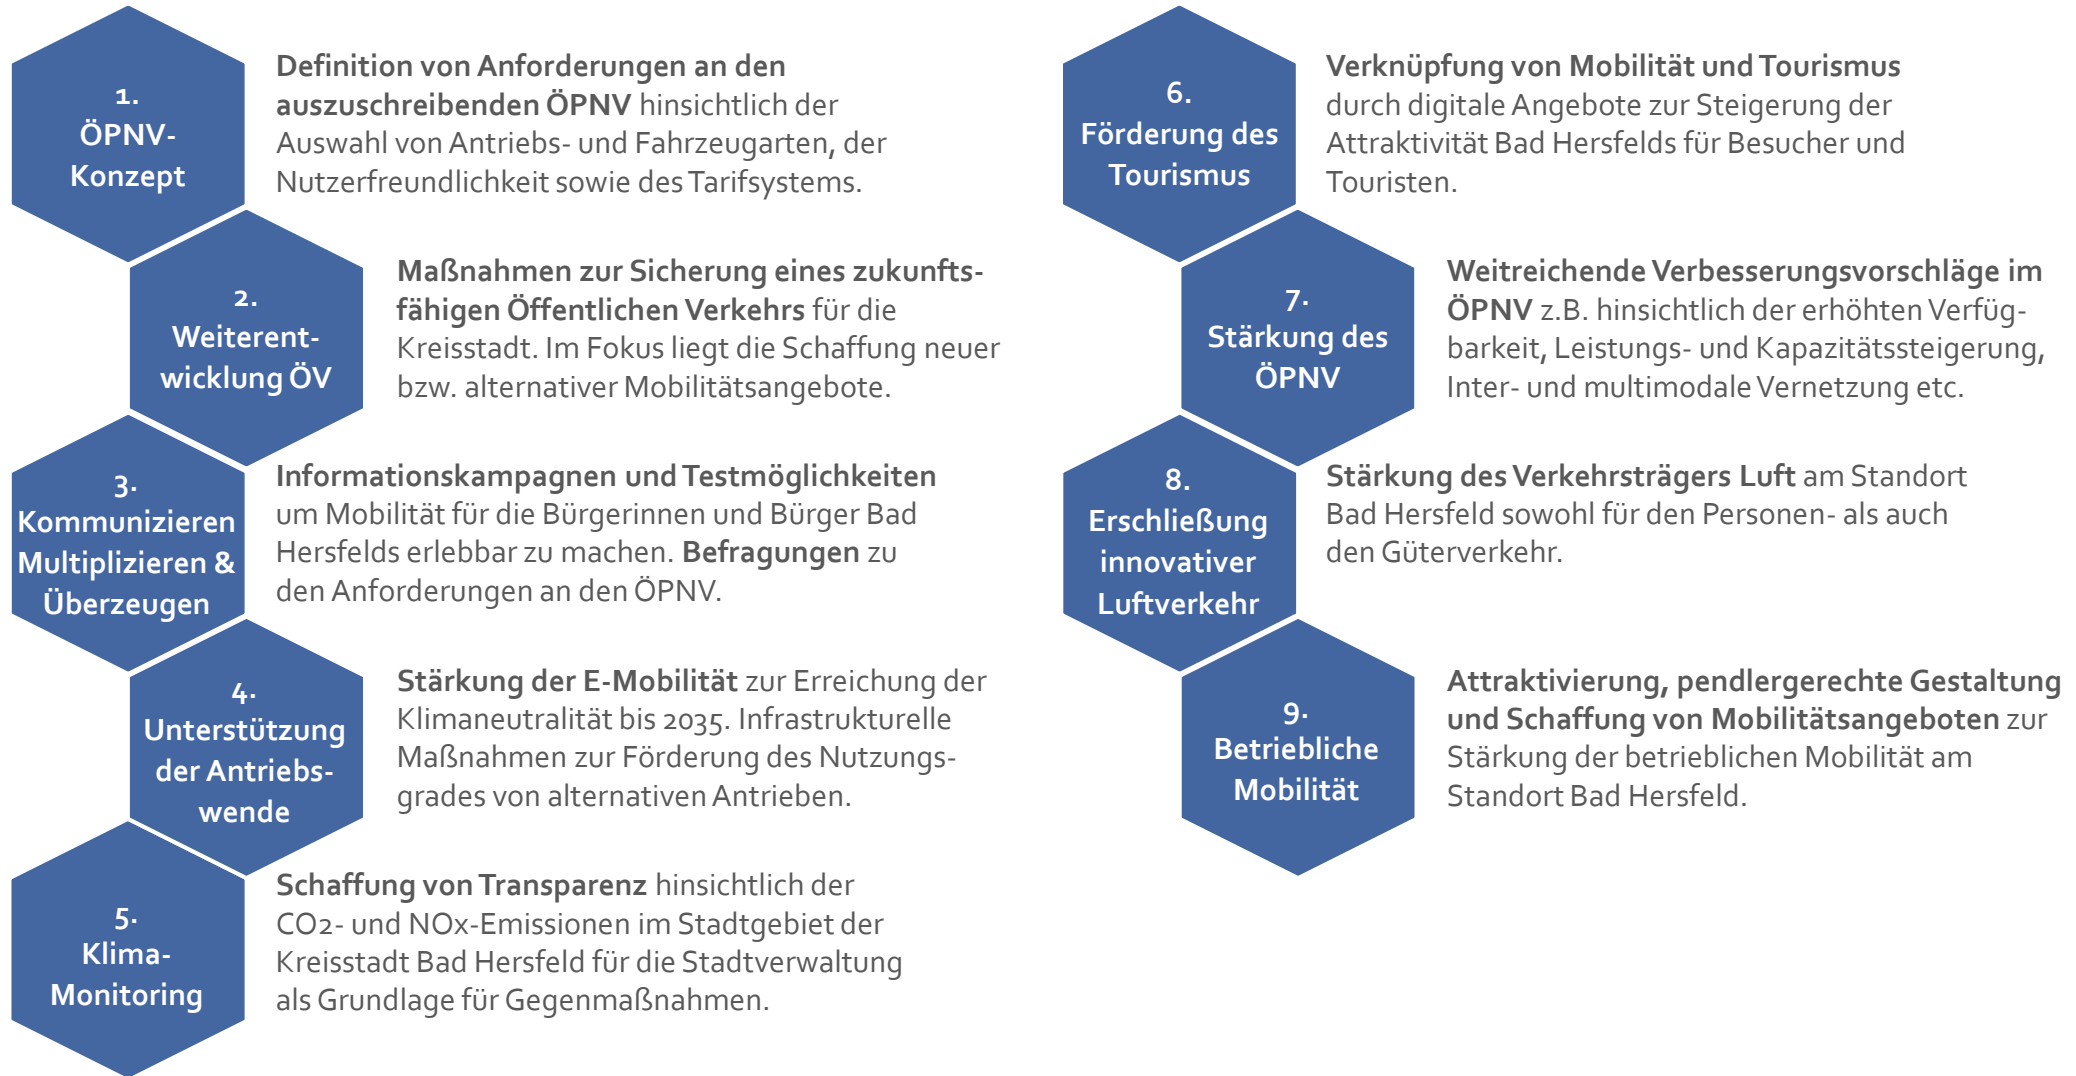 1.
ÖPNV-
Konzept
Definition von Anforderungen an den
auszuschreibenden ÖPNV hinsichtlich der
Auswahl von Antriebs- und Fahrzeugarten, der
Nutzerfreundlichkeit sowie des Tarifsystems.
2.
Weiterent-
wicklung ÖV
Maßnahmen zur Sicherung eines zukunfts-
fähigen Öffentlichen Verkehrs für die
Kreisstadt. Im Fokus liegt die Schaffung neuer
bzw. alternativer Mobilitätsangebote.
3.
Kommunizieren
Multiplizieren &
Überzeugen
Informationskampagnen und Testmöglichkeiten
um Mobilität für die Bürgerinnen und Bürger Bad
Hersfelds erlebbar zu machen. Befragungen zu
den Anforderungen an den ÖPNV.
4.
Unterstützung
der Antriebs-
wende
Stärkung der E-Mobilität zur Erreichung der
Klimaneutralität bis 2035. Infrastrukturelle
Maßnahmen zur Förderung des Nutzungs-
grades von alternativen Antrieben.
5.
Klima-
Monitoring
Schaffung von Transparenz hinsichtlich der
CO2- und NOx-Emissionen im Stadtgebiet der
Kreisstadt Bad Hersfeld für die Stadtverwaltung
als Grundlage für Gegenmaßnahmen.
6.
Förderung des
Tourismus
Verknüpfung von Mobilität und Tourismus
durch digitale Angebote zur Steigerung der
Attraktivität Bad Hersfelds für Besucher und
Touristen.
7.
Stärkung des
ÖPNV
Weitreichende Verbesserungsvorschläge im
ÖPNV z.B. hinsichtlich der erhöhten Verfüg-
barkeit, Leistungs- und Kapazitätssteigerung,
Inter- und multimodale Vernetzung etc.
8.
Erschließung
innovativer
Luftverkehr
Stärkung des Verkehrsträgers Luft am Standort
Bad Hersfeld sowohl für den Personen- als auch
den Güterverkehr.
9.
Betriebliche
Mobilität
Attraktivierung, pendlergerechte Gestaltung
und Schaffung von Mobilitätsangeboten zur
Stärkung der betrieblichen Mobilität am
Standort Bad Hersfeld.